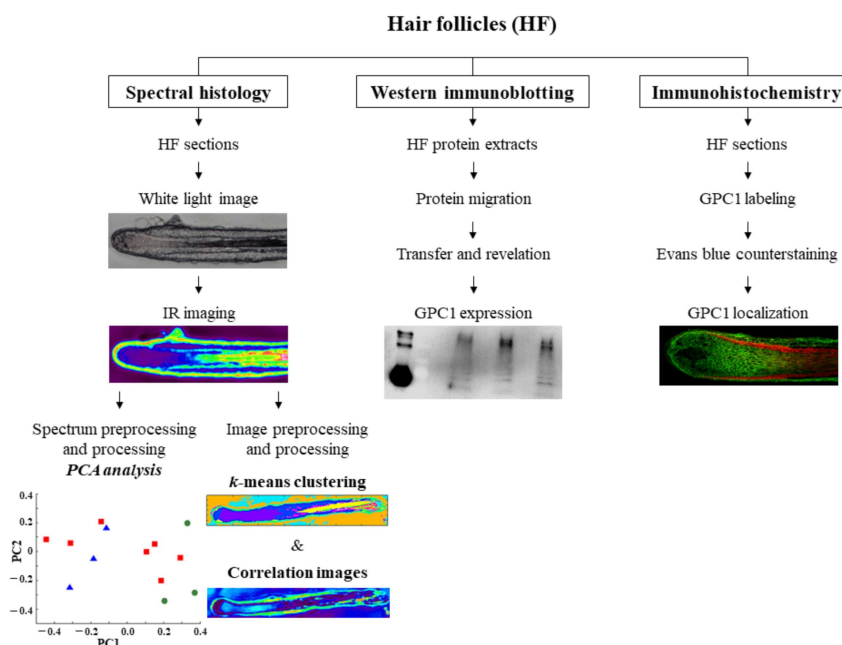 Hair follicles (HF)
Spectral histology
Western immunoblotting
Immunohistochemistry
HF sections
HF protein extracts
HF sections
White light image
Protein migration
GPC1 labeling
Transfer and revelation
Evans blue counterstaining
IR imaging
GPC1 expression
GPC1 localization
Spectrum preprocessing
and processing
PCA analysis
Image preprocessing
and processing
k-means clustering
&
Correlation images
0.4
0.2
0
−0.2
−0.4
PC2
−0.4
−0.2
0.0
0.2
0.4
PC1